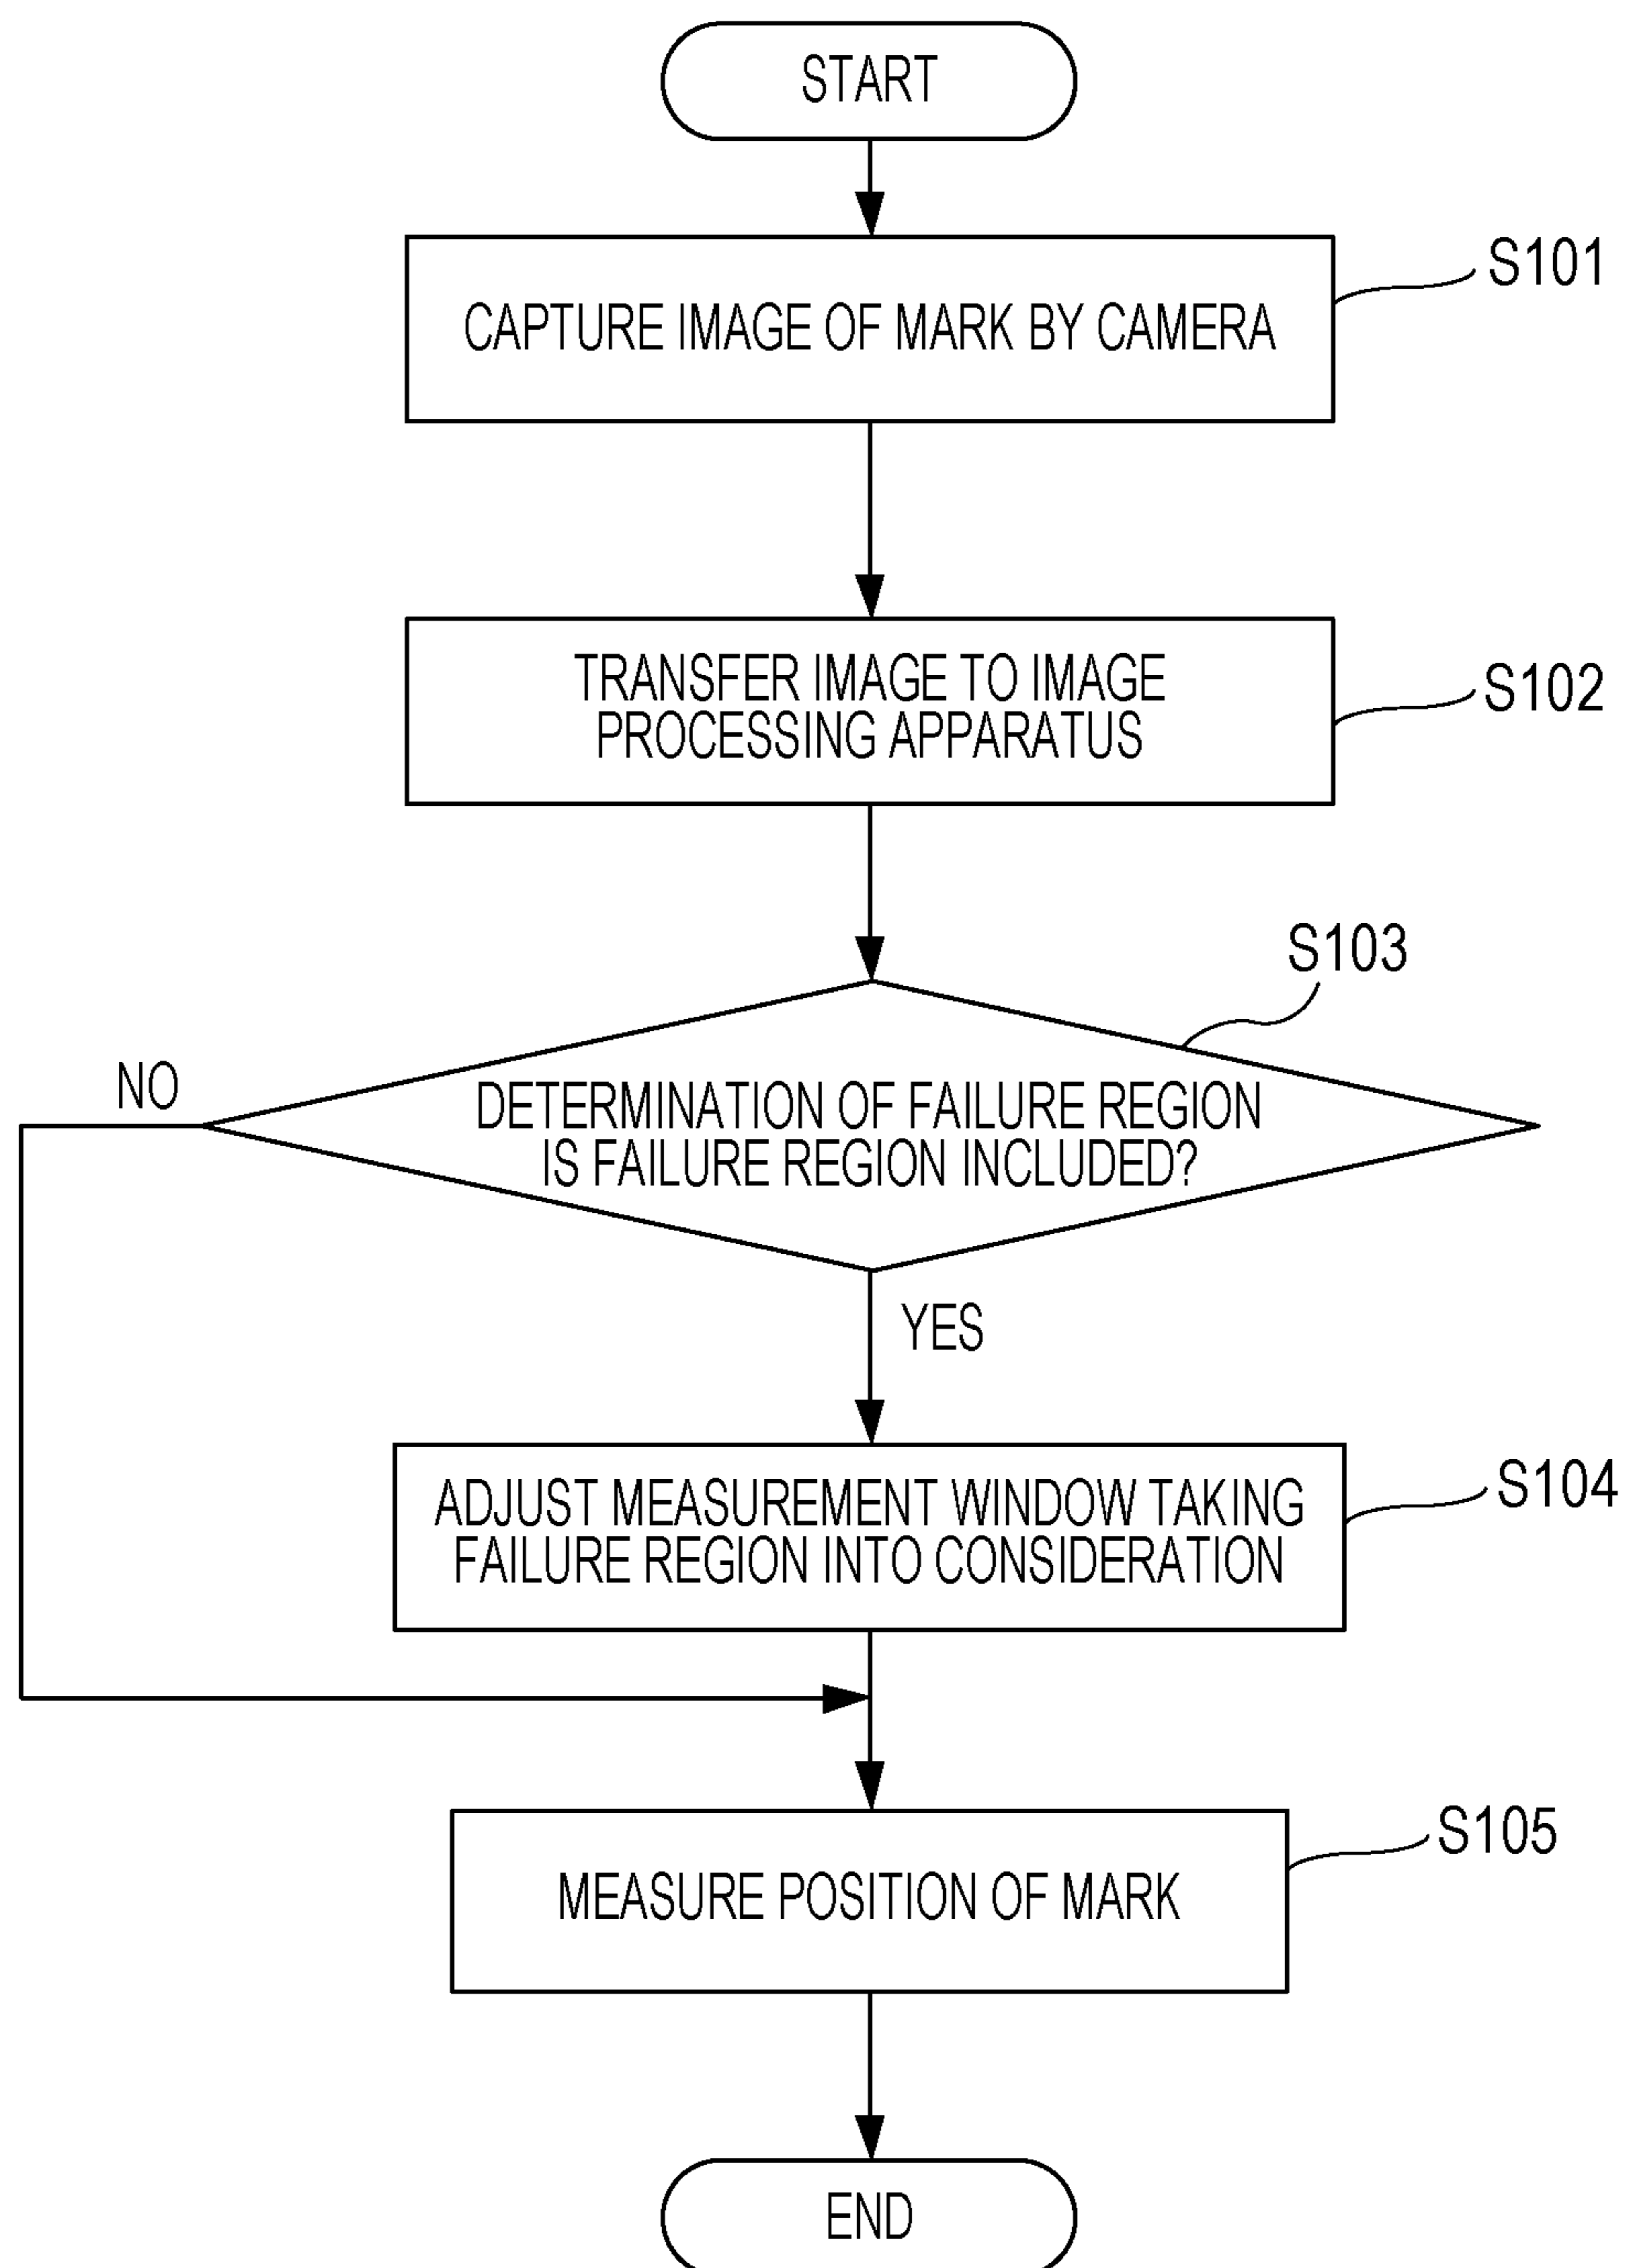 START
CAPTURE IMAGE OF MARK BY CAMERA
S101
TRANSFER IMAGE TO IMAGE
PROCESSING APPARATUS
S102
S103
NO
DETERMINATION OF FAILURE REGION
IS FAILURE REGION INCLUDED?
YES
ADJUST MEASUREMENT WINDOW TAKING
FAILURE REGION INTO CONSIDERATION
S104
MEASURE POSITION OF MARK
S105
END